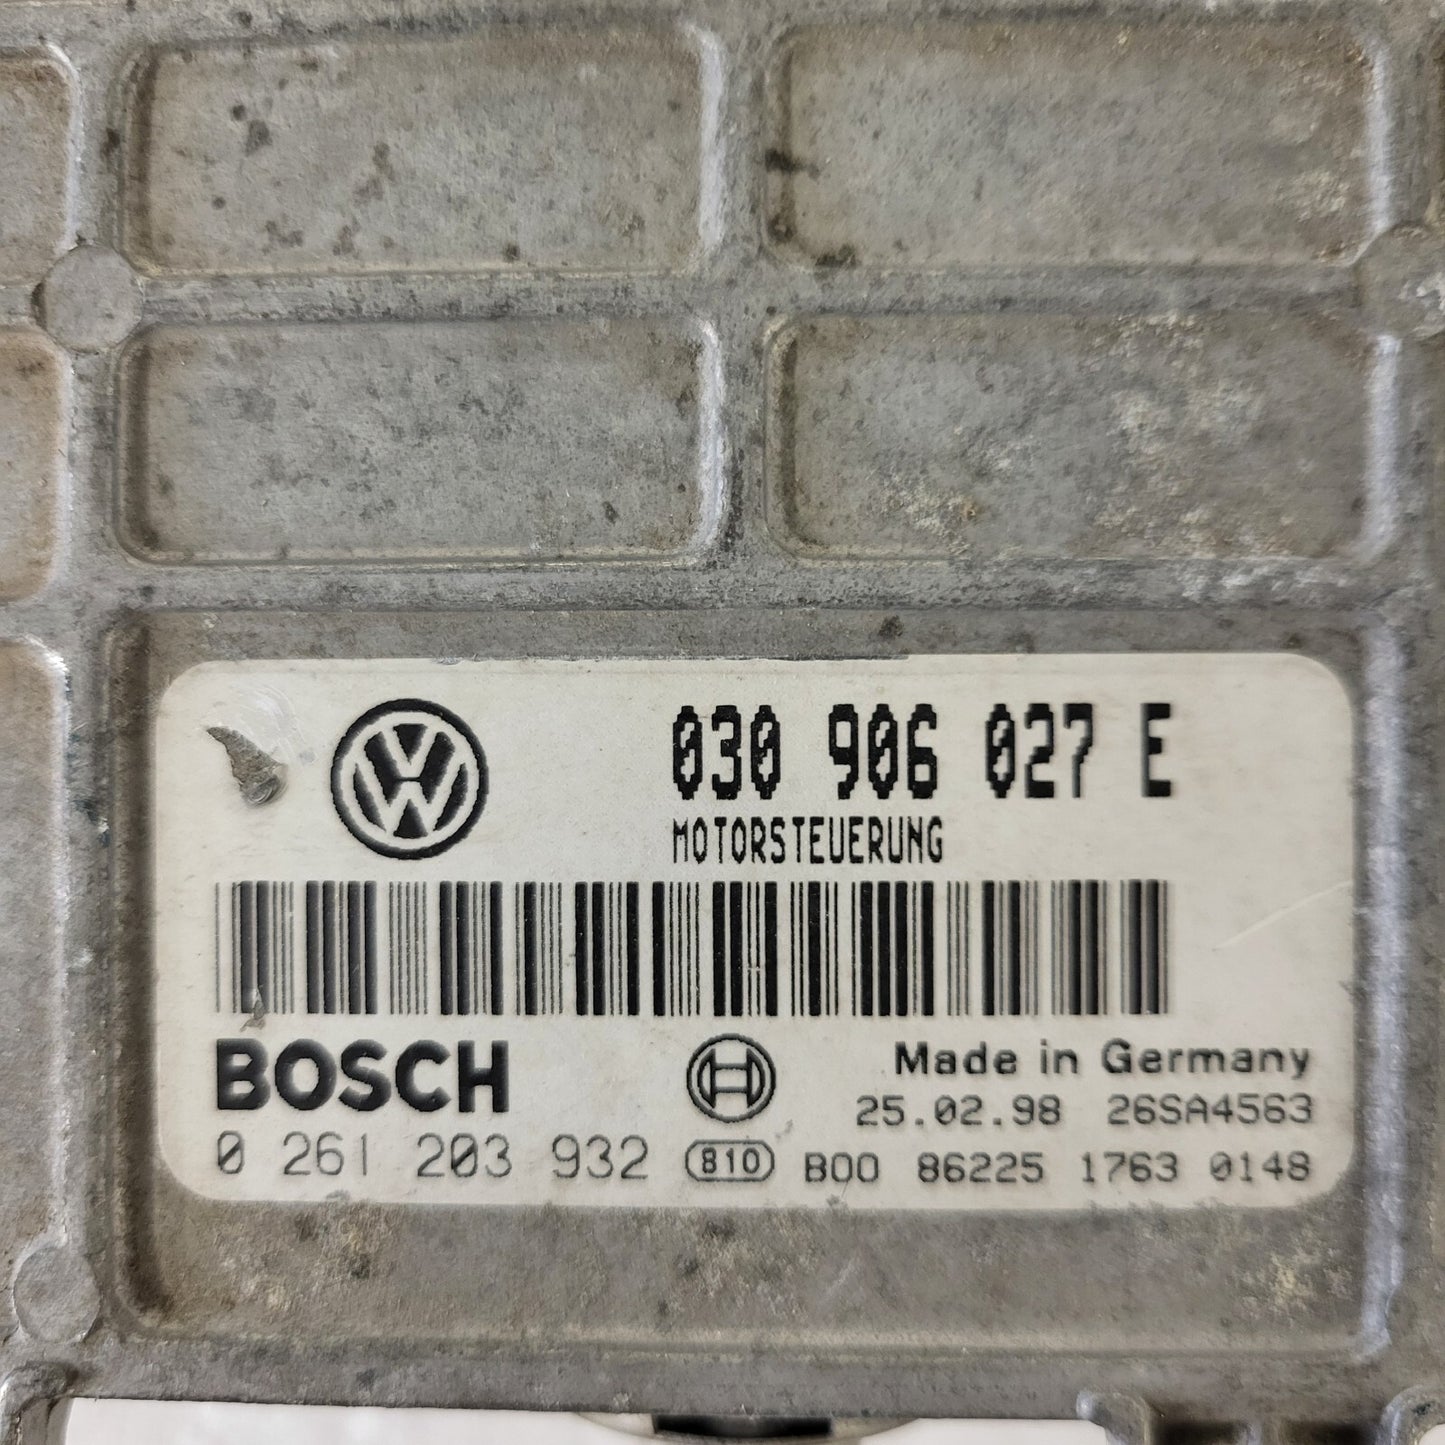 030 906 027 E
MOTORSTEUERUNG
BOSCH
Made in Germany
25.02.98 26SA4563
0 261 203 932 810 B00 86225 1763 0148